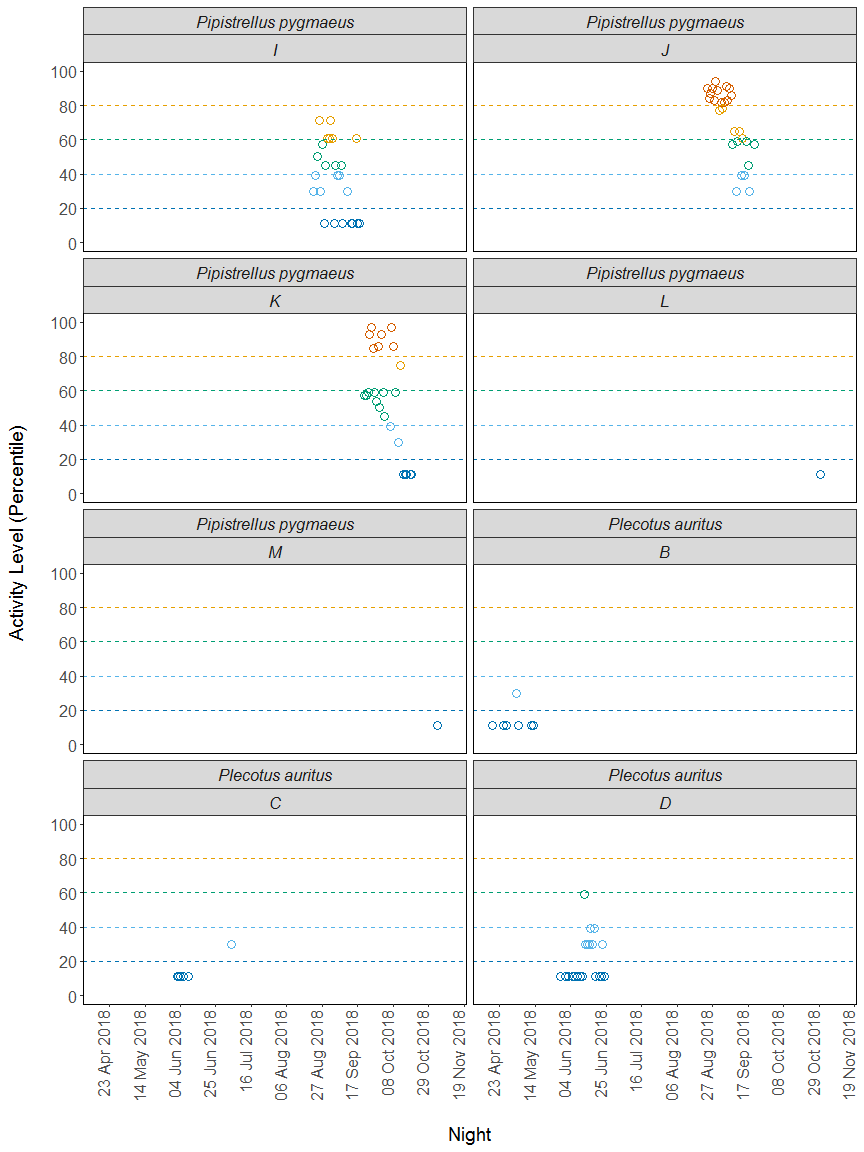 Pipistrellus pygmaeus
Pipistrellus pygmaeus
I
J
100
80
60
40
20
0
Pipistrellus pygmaeus
Pipistrellus pygmaeus
K
L
100
80
60
40
20
0
Activity Level (Percentile)
Pipistrellus pygmaeus
Plecotus auritus
M
B
100
80
60
40
20
0
Plecotus auritus
Plecotus auritus
C
D
100
80
60
40
20
0
23 Apr 2018
14 May 2018
04 Jun 2018
25 Jun 2018
16 Jul 2018
06 Aug 2018
27 Aug 2018
17 Sep 2018
08 Oct 2018
29 Oct 2018
19 Nov 2018
23 Apr 2018
14 May 2018
04 Jun 2018
25 Jun 2018
16 Jul 2018
06 Aug 2018
27 Aug 2018
17 Sep 2018
08 Oct 2018
29 Oct 2018
19 Nov 2018
Night